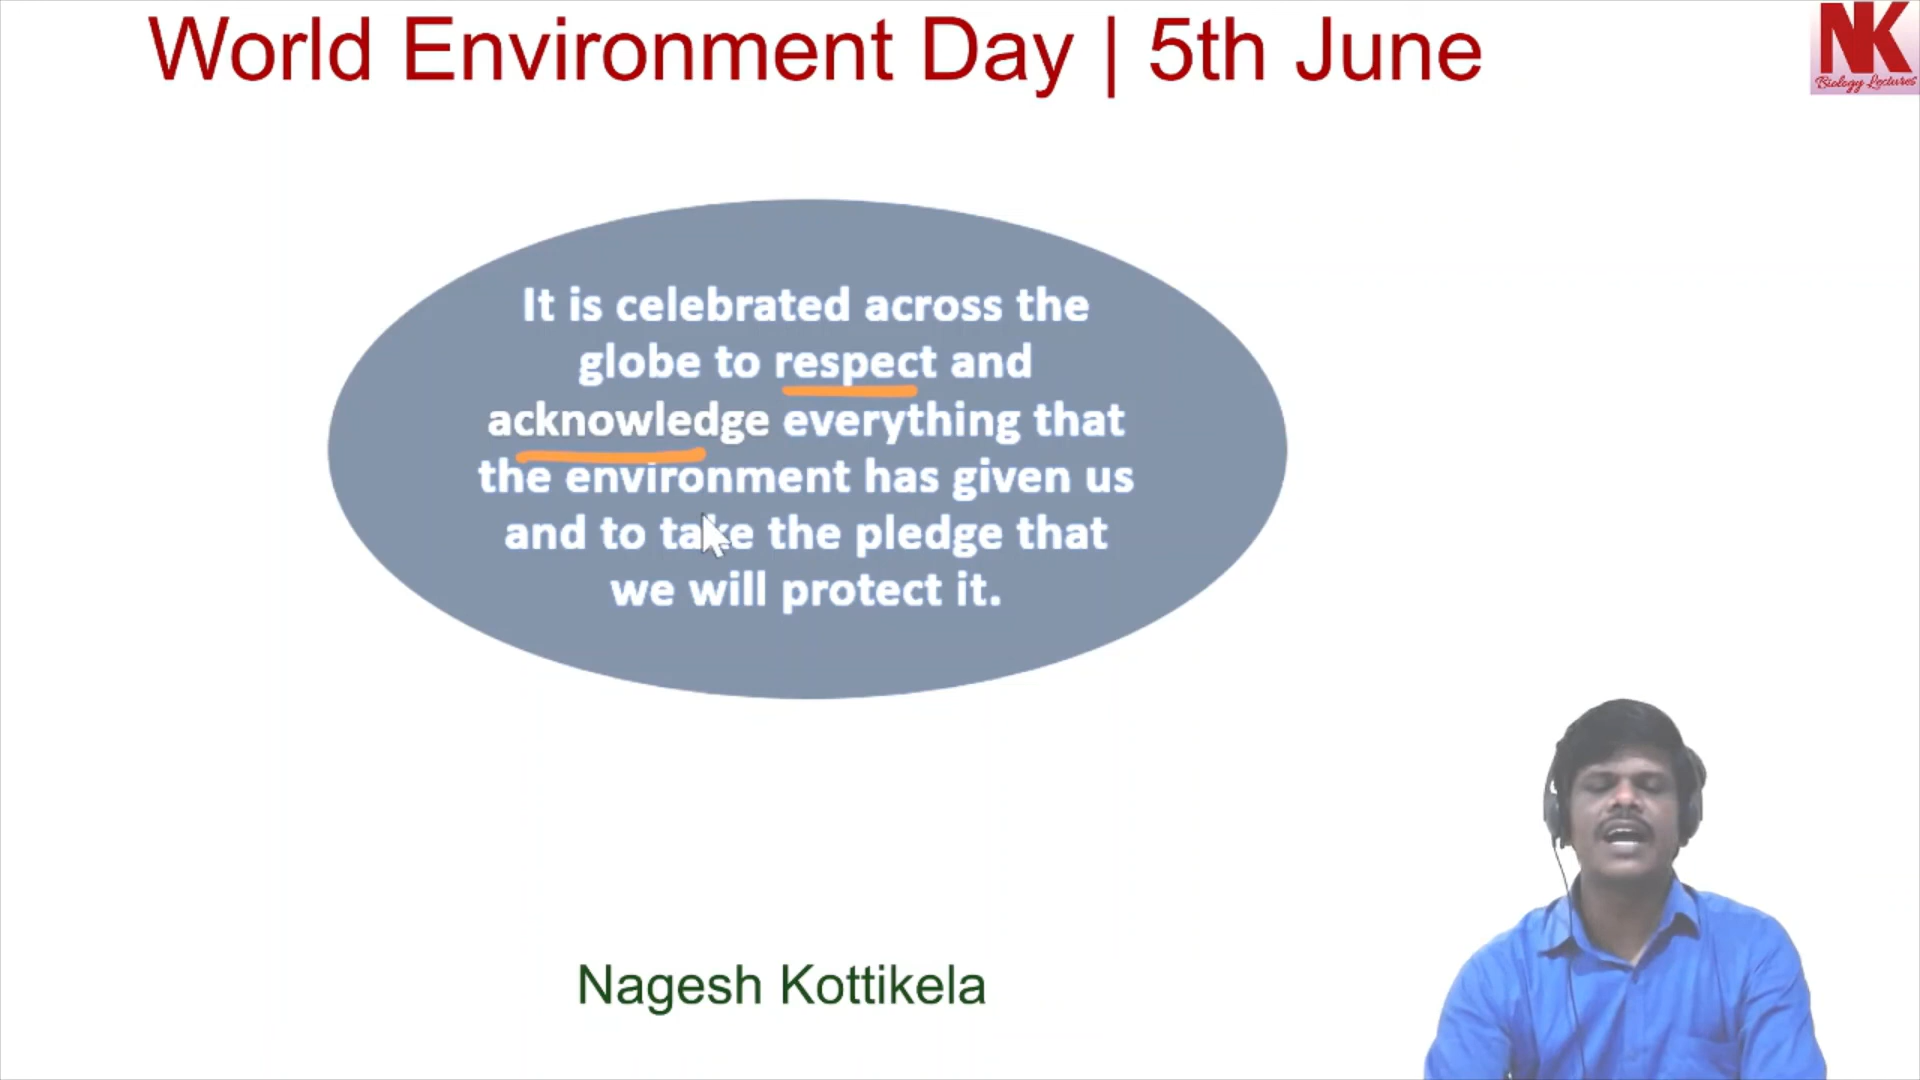 World Environment Day | 5th June
NK
Biology Lectures
It is celebrated across the
globe to respect and
acknowledge everything that
the environment has given us
and to take the pledge that
we will protect it.
Nagesh Kottikela